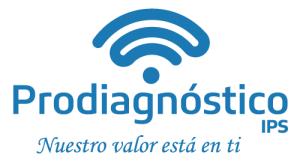 Prodiagnóstico
IPS
Nuestro valor está en ti